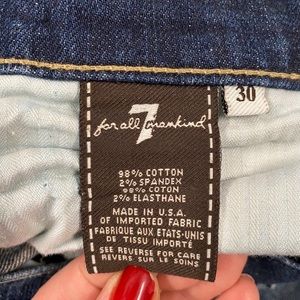 7
for all mankind
30
98% COTTON
2% SPANDEX
98% COTON
2% ELASTHANE
MADE IN U.S.A.
OF IMPORTED FABRIC
FABRIQUE AUX ETATS-UNIS
DE TISSU IMPORTÉ
SEE REVERSE FOR CARE
REVERS SUR LE SOINS